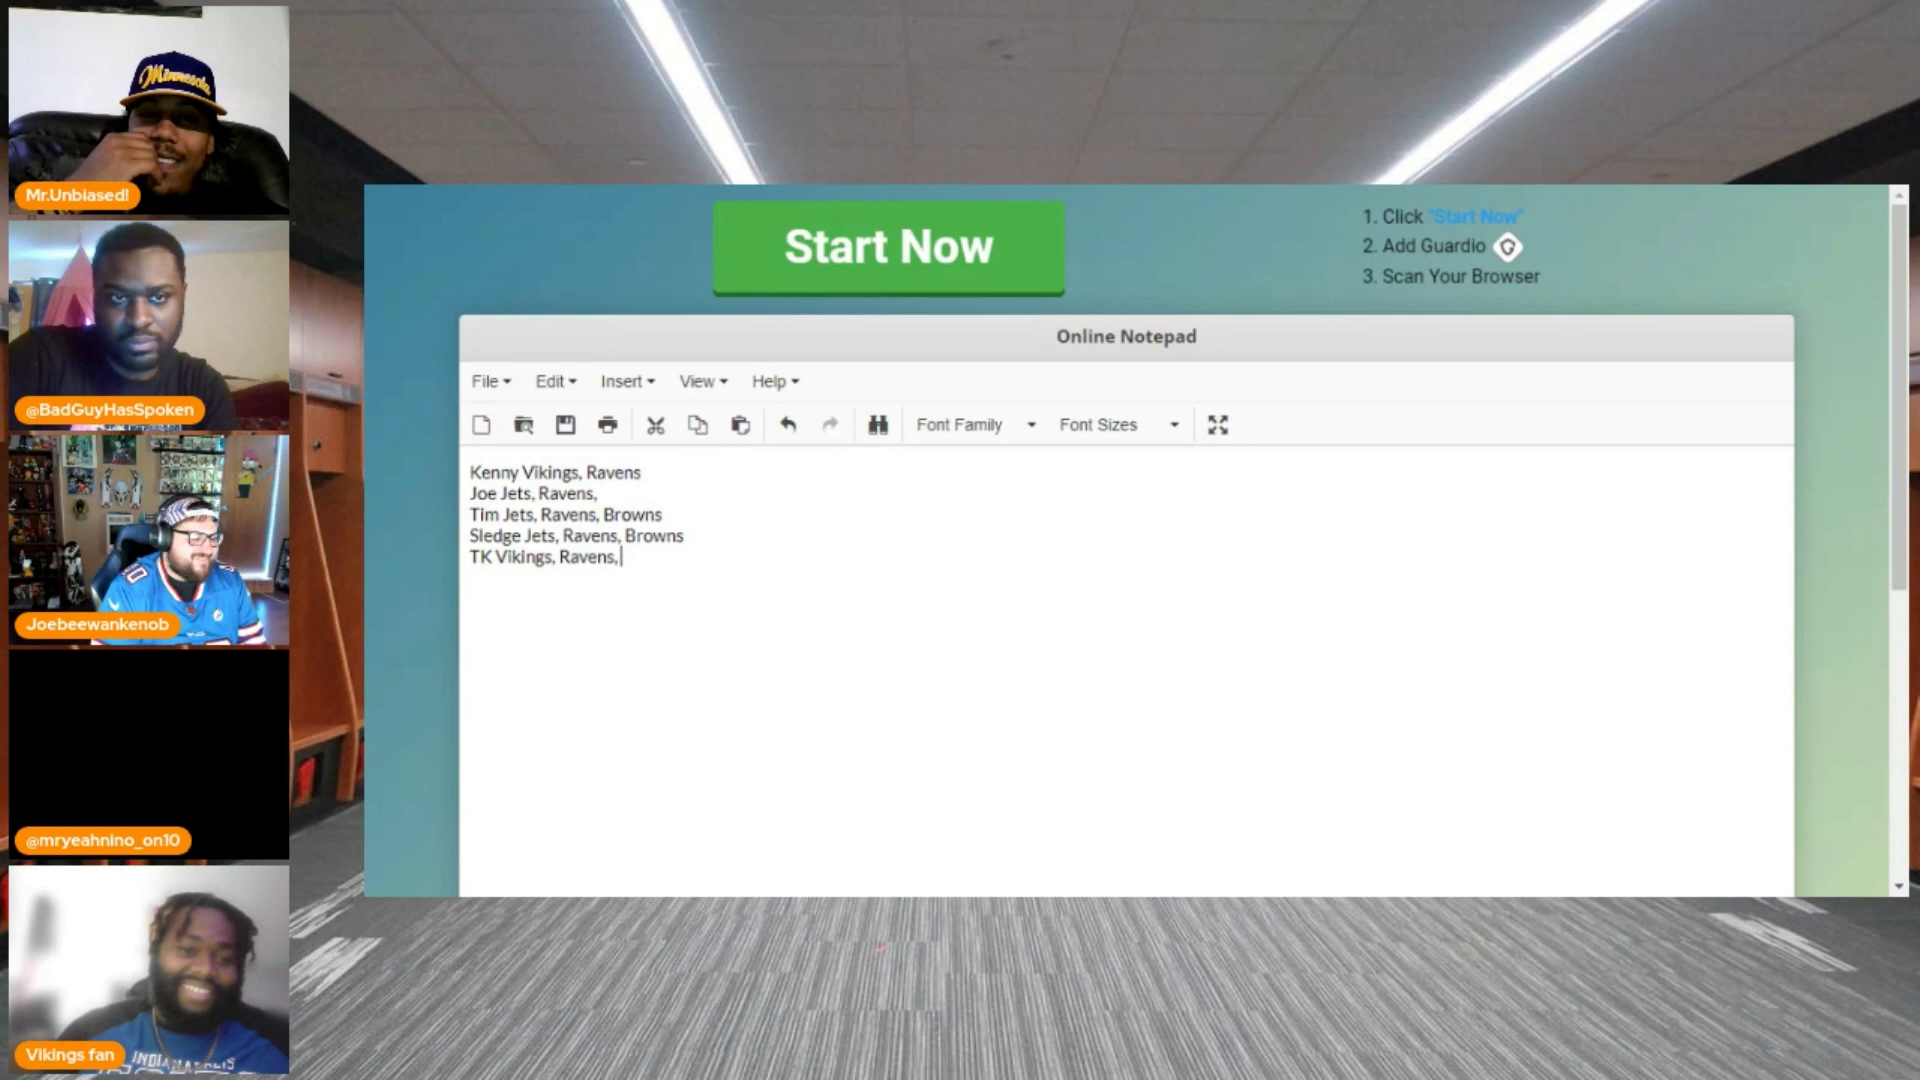 Minnesota
Mr.Unbiased!
@BadGuyHasSpoken
Joebeewankenob
@mryeahnino_on10
Vikings fan
INDIANAPOLIS
Start Now
1. Click "Start Now"
2. Add Guardio
3. Scan Your Browser
Online Notepad
File Edit Insert View Help
Font Family Font Sizes
Kenny Vikings, Ravens
Joe Jets, Ravens,
Tim Jets, Ravens, Browns
Sledge Jets, Ravens, Browns
TK Vikings, Ravens,